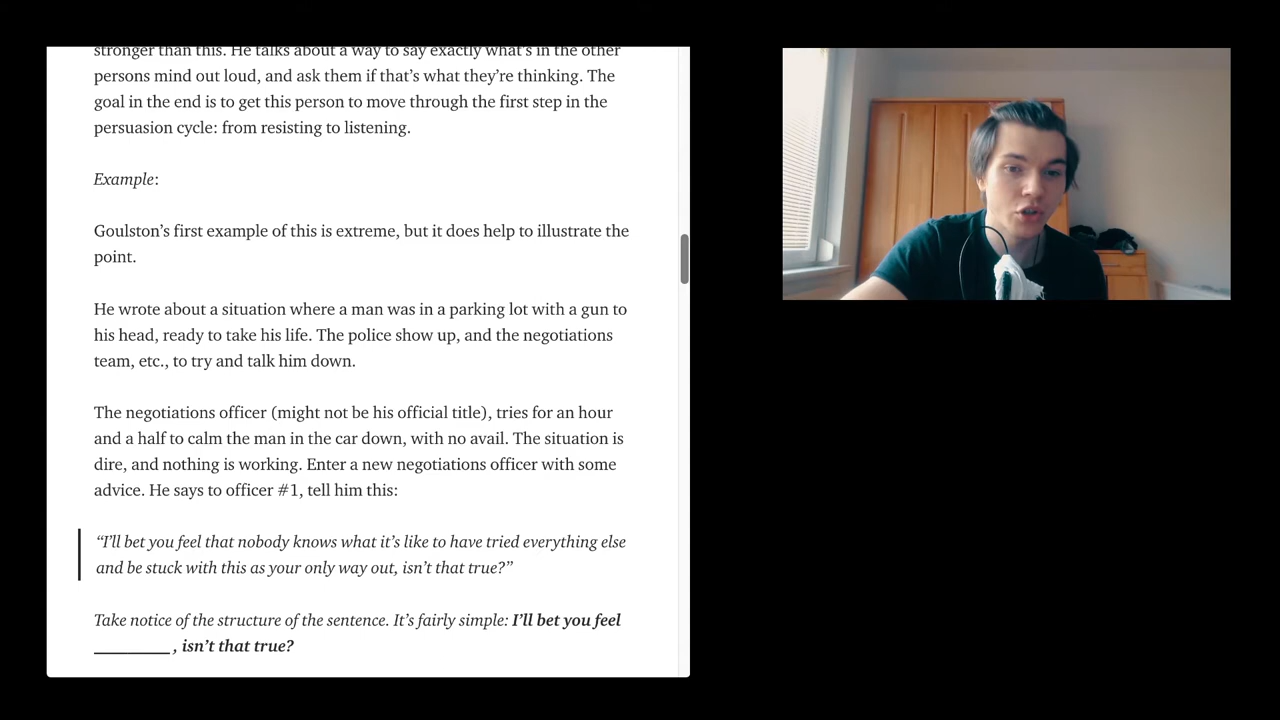 stronger than this. He talks about a way to say exactly what's in the other
persons mind out loud, and ask them if that’s what they’re thinking. The
goal in the end is to get this person to move through the first step in the
persuasion cycle: from resisting to listening.
Example:
Goulston’s first example of this is extreme, but it does help to illustrate the
point.
He wrote about a situation where a man was in a parking lot with a gun to
his head, ready to take his life. The police show up, and the negotiations
team, etc., to try and talk him down.
The negotiations officer (might not be his official title), tries for an hour
and a half to calm the man in the car down, with no avail. The situation is
dire, and nothing is working. Enter a new negotiations officer with some
advice. He says to officer #1, tell him this:
“I’ll bet you feel that nobody knows what it’s like to have tried everything else
and be stuck with this as your only way out, isn’t that true?”
Take notice of the structure of the sentence. It’s fairly simple: I’ll bet you feel
_________ , isn’t that true?